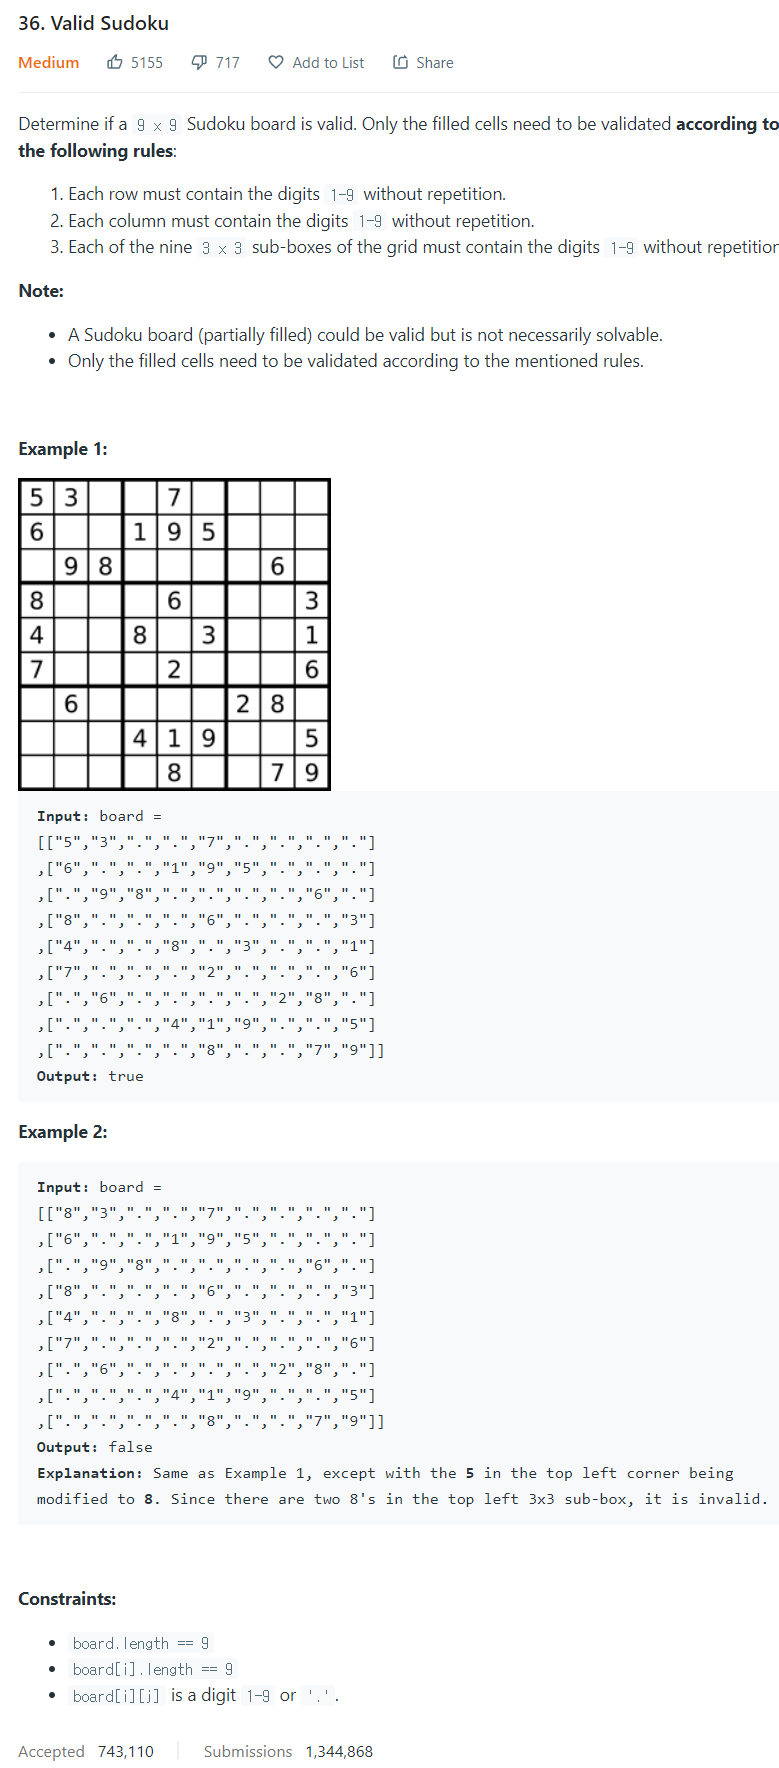 36. Valid Sudoku
Medium 5155 717 Add to List Share
Determine if a 9 x 9 Sudoku board is valid. Only the filled cells need to be validated according to
the following rules:
1. Each row must contain the digits 1-9 without repetition.
2. Each column must contain the digits 1-9 without repetition.
3. Each of the nine 3 x 3 sub-boxes of the grid must contain the digits 1-9 without repetition
Note:
• A Sudoku board (partially filled) could be valid but is not necessarily solvable.
• Only the filled cells need to be validated according to the mentioned rules.
Example 1:
5 3 7
6 1 9 5
9 8 6
8 6 3
4 8 3 1
7 2 6
6 2 8
4 1 9 5
8 7 9
Input: board =
[["5","3",".",".","7",".",".",".","."]
,["6",".",".","1","9","5",".",".","."]
,[".","9","8",".",".",".",".","6","."]
,["8",".",".",".","6",".",".",".","3"]
,["4",".",".","8",".","3",".",".","1"]
,["7",".",".",".","2",".",".",".","6"]
,[".","6",".",".",".",".","2","8","."]
,[".",".",".","4","1","9",".",".","5"]
,[".",".",".",".","8",".",".","7","9"]]
Output: true
Example 2:
Input: board =
[["8","3",".",".","7",".",".",".","."]
,["6",".",".","1","9","5",".",".","."]
,[".","9","8",".",".",".",".","6","."]
,["8",".",".",".","6",".",".",".","3"]
,["4",".",".","8",".","3",".",".","1"]
,["7",".",".",".","2",".",".",".","6"]
,[".","6",".",".",".",".","2","8","."]
,[".",".",".","4","1","9",".",".","5"]
,[".",".",".",".","8",".",".","7","9"]]
Output: false
Explanation: Same as Example 1, except with the 5 in the top left corner being
modified to 8. Since there are two 8's in the top left 3x3 sub-box, it is invalid.
Constraints:
• board.length == 9
• board[i].length == 9
• board[i][j] is a digit 1-9 or '.'.
Accepted 743,110 Submissions 1,344,868